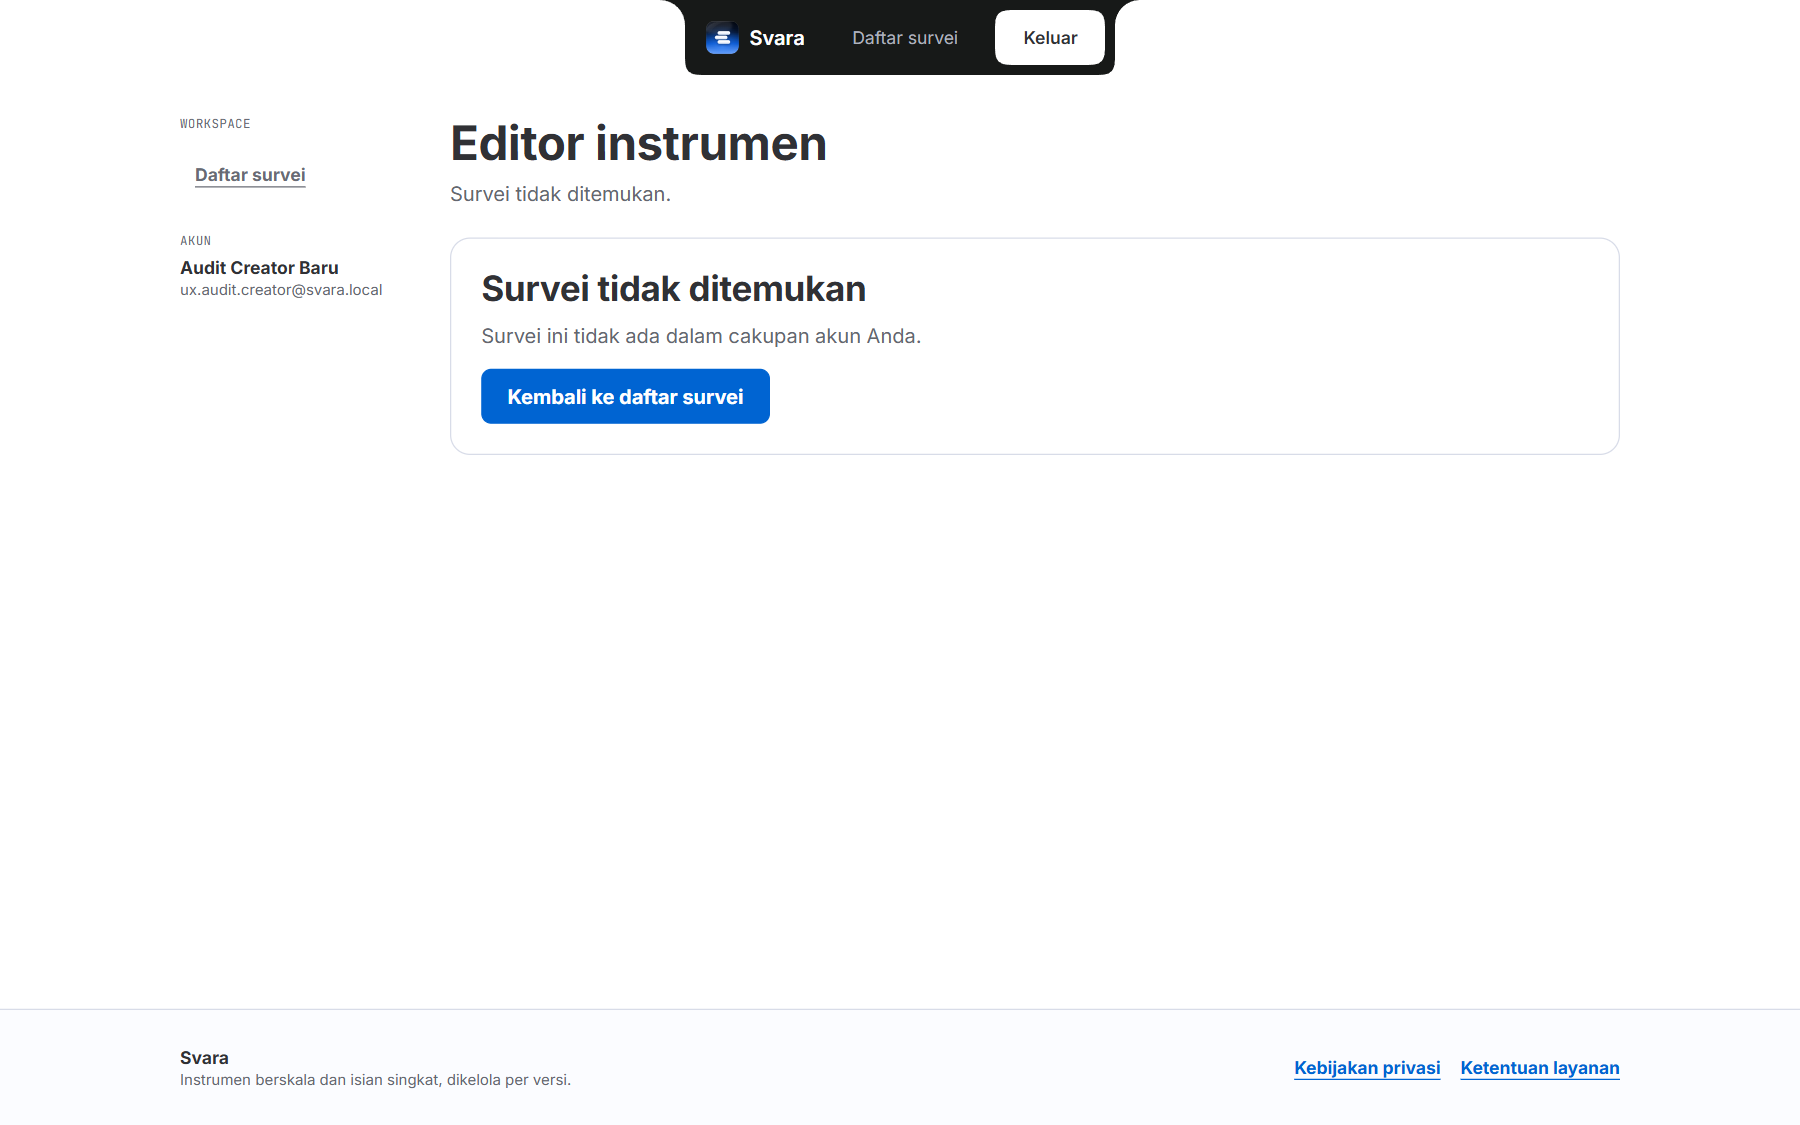 Svara
Daftar survei
Keluar
WORKSPACE
Daftar survei
AKUN
Audit Creator Baru
ux.audit.creator@svara.local
Editor instrumen
Survei tidak ditemukan.
Survei tidak ditemukan
Survei ini tidak ada dalam cakupan akun Anda.
Kembali ke daftar survei
Svara
Instrumen berskala dan isian singkat, dikelola per versi.
Kebijakan privasi
Ketentuan layanan